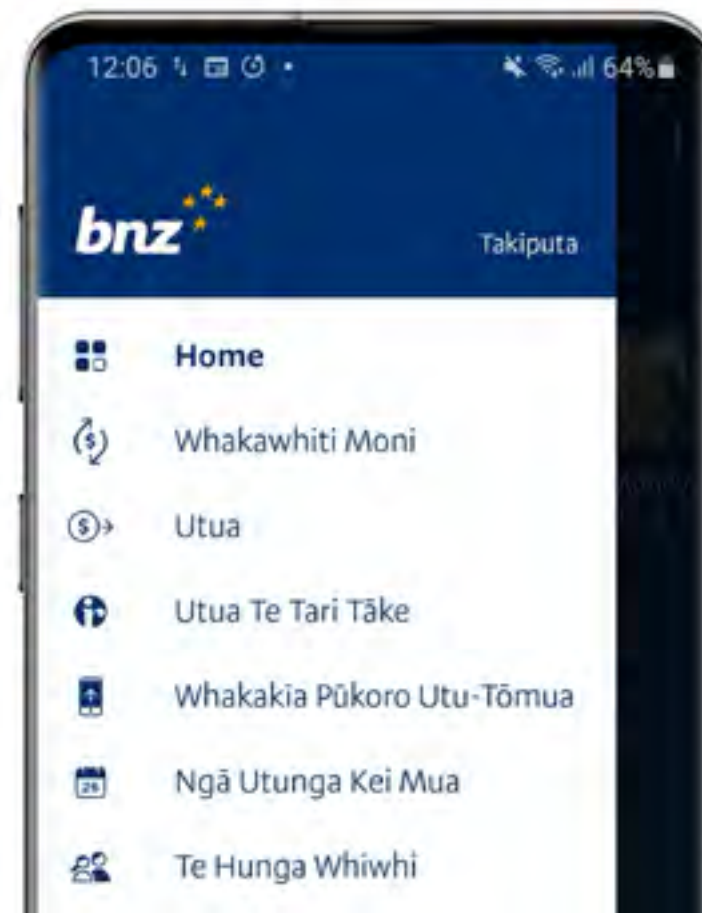 12:06
64%
bnz
Takiputa
Home
Whakawhiti Moni
Utua
Utua Te Tari Tāke
Whakakīa Pūkoro Utu-Tōmua
Ngā Utunga Kei Mua
Te Hunga Whiwhi